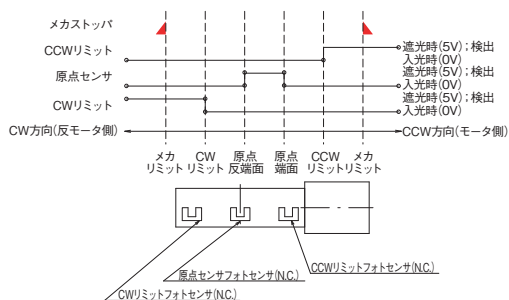 メカストッパ
CCWリミット
遮光時(5V);検出
入光時(0V)
原点センサ
遮光時(5V);検出
入光時(0V)
CWリミット
遮光時(5V);検出
入光時(0V)
CW方向(反モータ側)
CCW方向(モータ側)
メカ
リミット
CW
リミット
原点
反端面
原点
端面
CCW
リミット
メカ
リミット
CCWリミットフォトセンサ(N.C.)
原点センサフォトセンサ(N.C.)
CWリミットフォトセンサ(N.C.)